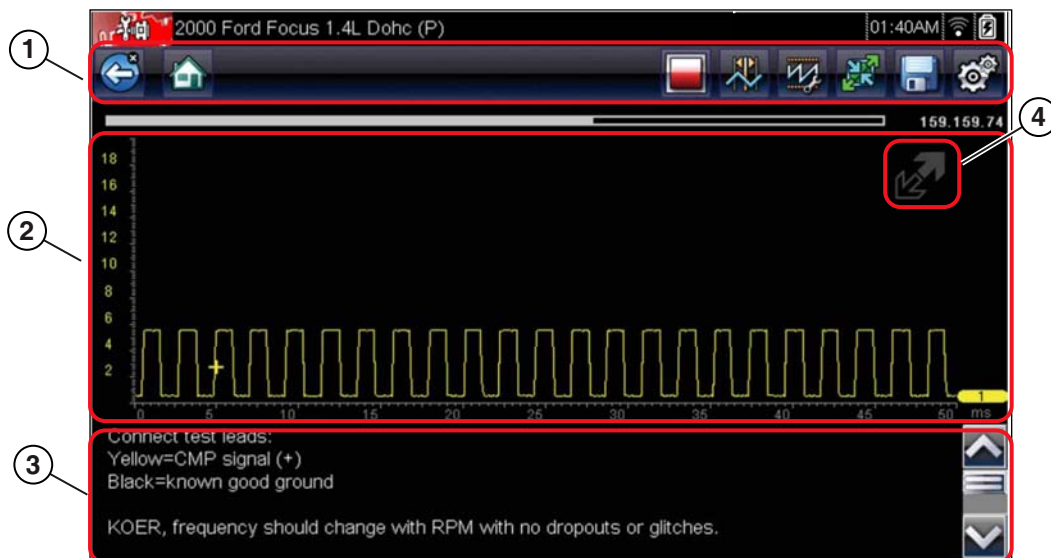 2000 Ford Focus 1.4L Dohc (P)
01:40AM
1
159.159.74
4
18
16
14
12
10
8
6
4
2
2
0 5 10 15 20 25 30 35 40 45 50 ms
1
3
Connect test leads:
Yellow=CMP signal (+)
Black=known good ground
KOER, frequency should change with RPM with no dropouts or glitches.